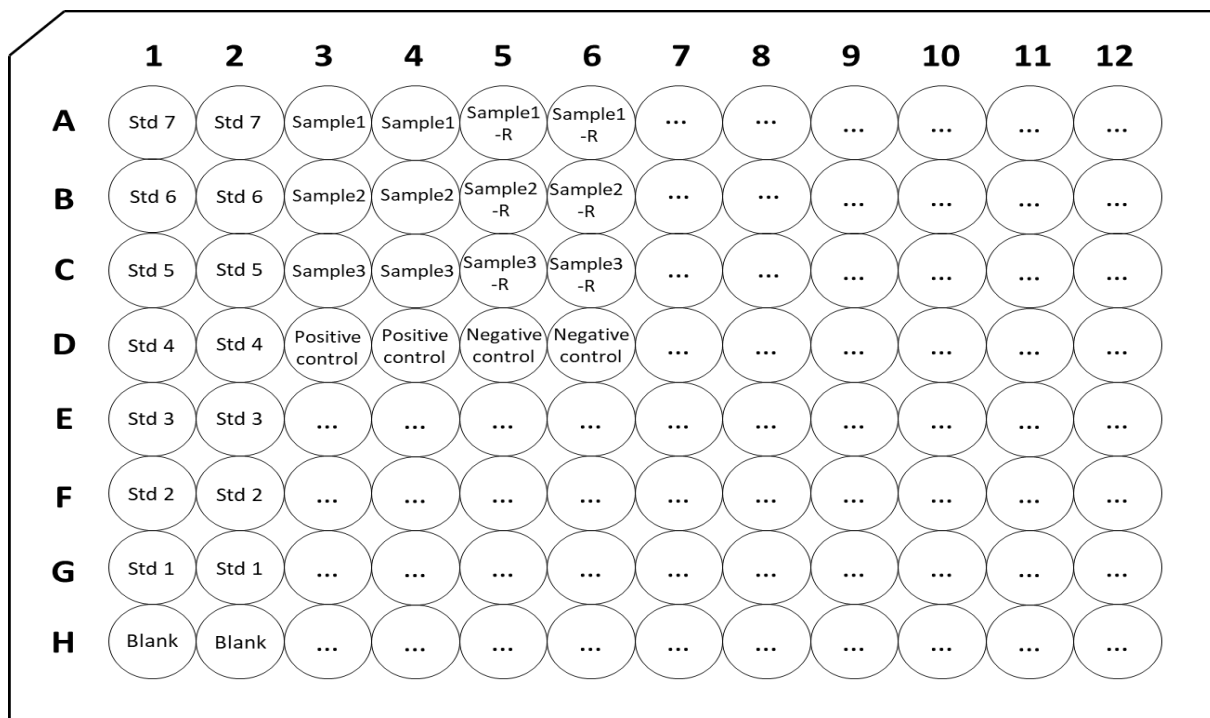 1 2 3 4 5 6 7 8 9 10 11 12
A Std 7 Std 7 Sample1 Sample1 Sample1 -R Sample1 -R ... ... ... ... ... ...
B Std 6 Std 6 Sample2 Sample2 Sample2 -R Sample2 -R ... ... ... ... ... ...
C Std 5 Std 5 Sample3 Sample3 Sample3 -R Sample3 -R ... ... ... ... ... ...
D Std 4 Std 4 Positive control Positive control Negative control Negative control ... ... ... ... ... ...
E Std 3 Std 3 ... ... ... ... ... ... ... ... ... ...
F Std 2 Std 2 ... ... ... ... ... ... ... ... ... ...
G Std 1 Std 1 ... ... ... ... ... ... ... ... ... ...
H Blank Blank ... ... ... ... ... ... ... ... ... ...